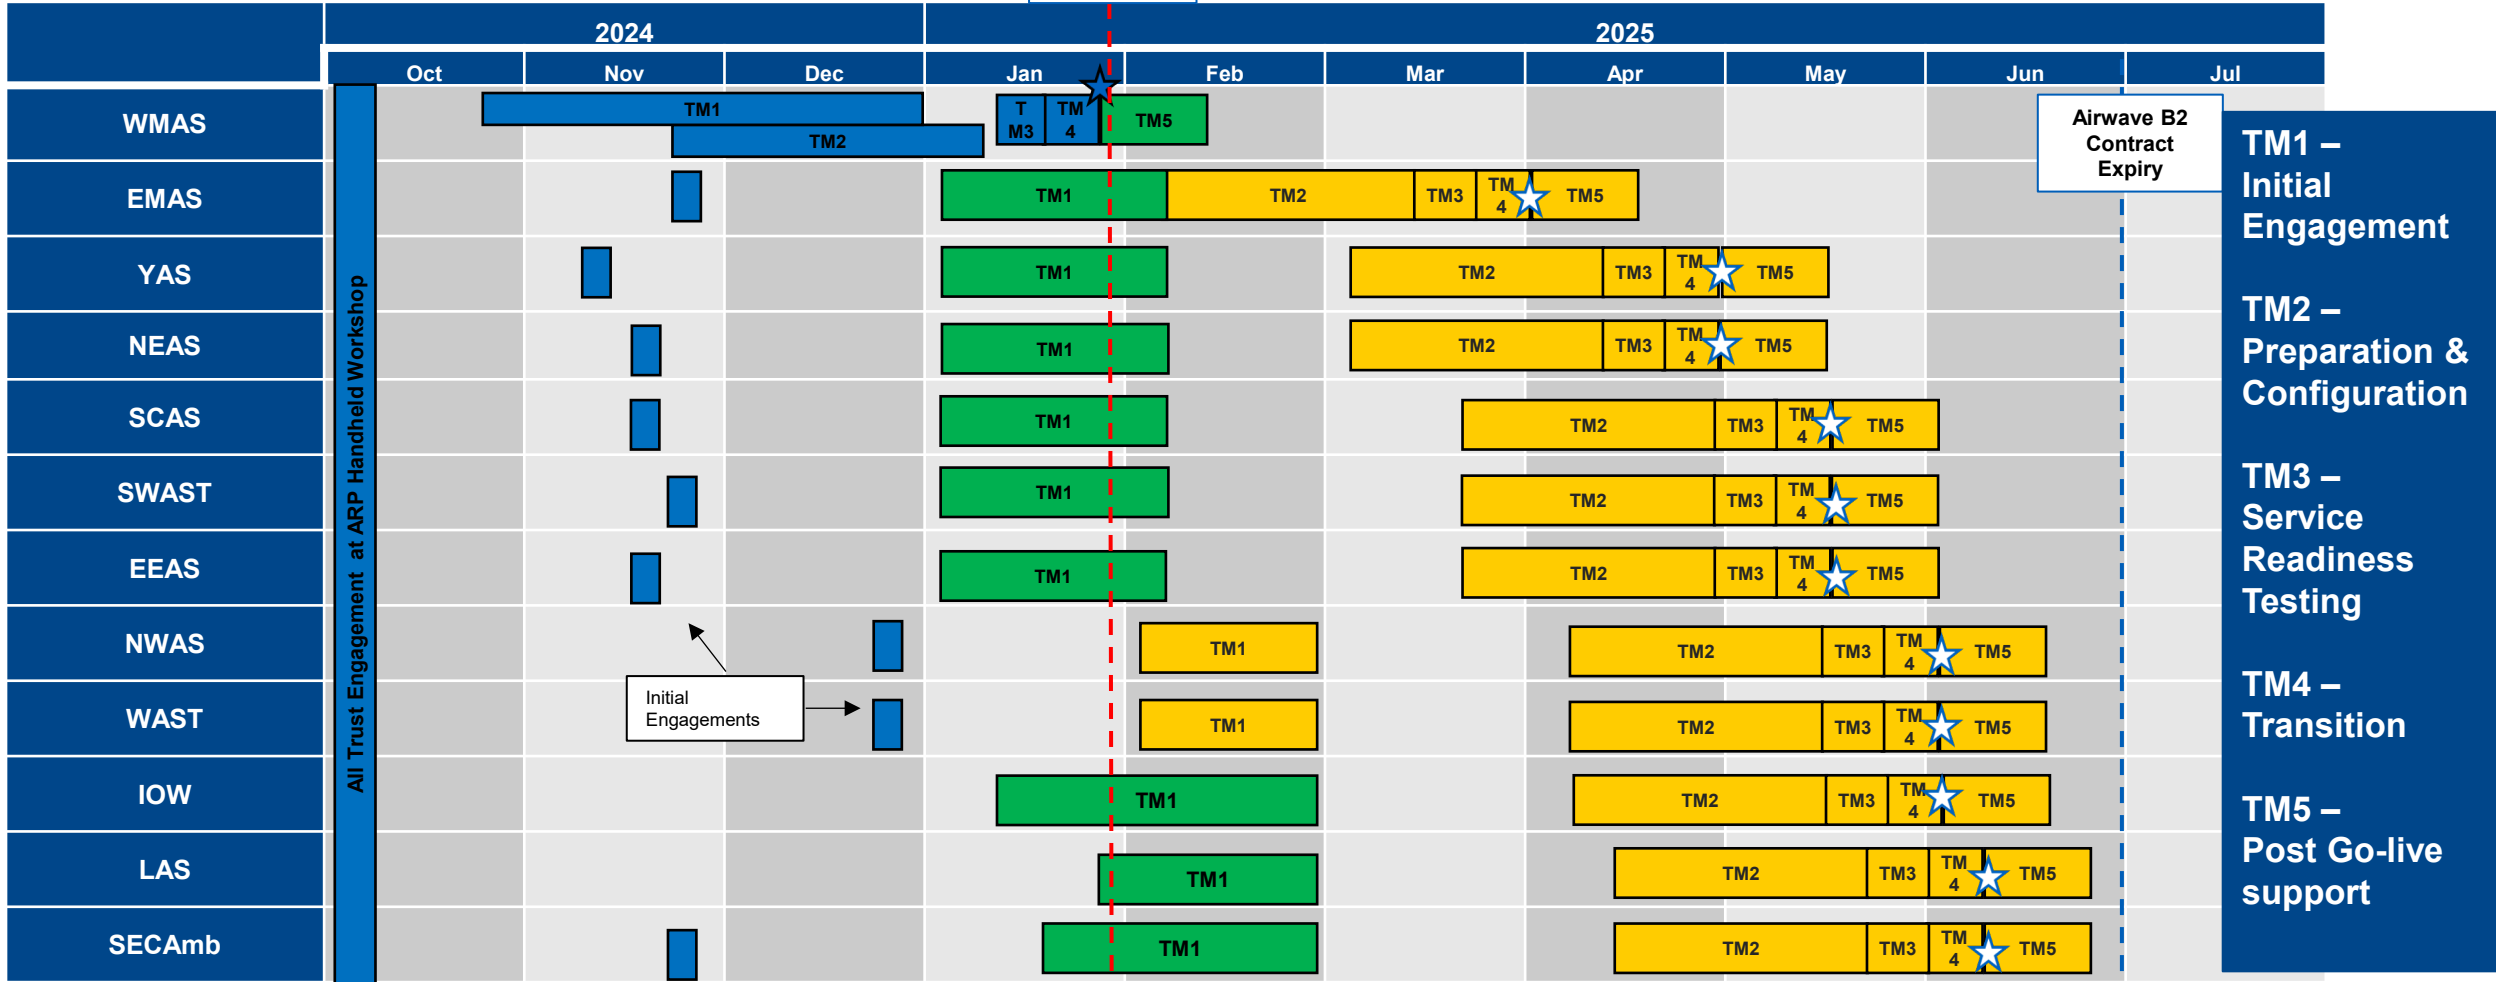 2024
2025
Oct
Nov
Dec
Jan
Feb
Mar
Apr
May
Jun
Jul
All Trust Engagement at ARP Handheld Workshop
WMAS
TM1
TM2
T
M3
TM
4
TM5
Airwave B2
Contract
Expiry
EMAS
TM1
TM2
TM3
TM
4
TM5
YAS
TM1
TM2
TM3
TM
4
TM5
NEAS
TM1
TM2
TM3
TM
4
TM5
SCAS
TM1
TM2
TM3
TM
4
TM5
SWAST
TM1
TM2
TM3
TM
4
TM5
EEAS
TM1
TM2
TM3
TM
4
TM5
NWAS
TM1
TM2
TM3
TM
4
TM5
Initial
Engagements
WAST
TM1
TM2
TM3
TM
4
TM5
IOW
TM1
TM2
TM3
TM
4
TM5
LAS
TM1
TM2
TM3
TM
4
TM5
SECAmb
TM1
TM2
TM3
TM
4
TM5
TM1 –
Initial
Engagement
TM2 –
Preparation &
Configuration
TM3 –
Service
Readiness
Testing
TM4 –
Transition
TM5 –
Post Go-live
support